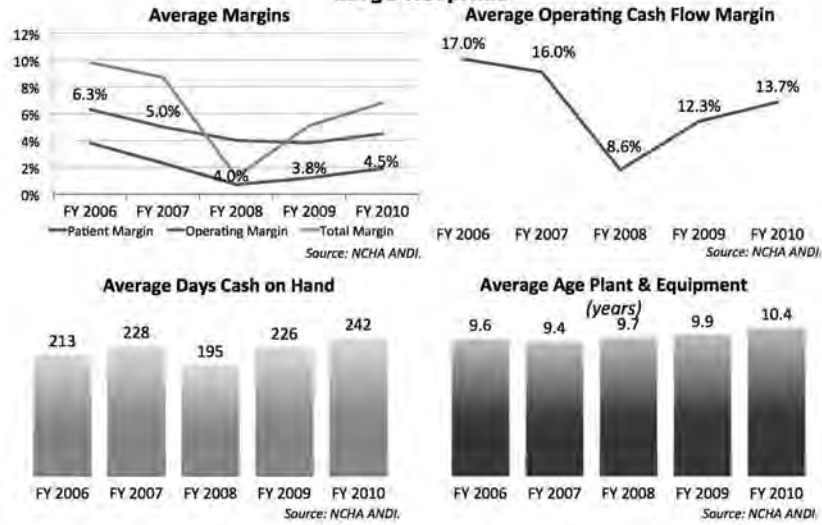 Average Margins
12%
10%
8%
6%
4%
2%
0%
6.3%
5.0%
4.0%
3.8%
4.5%
FY 2006 FY 2007 FY 2008 FY 2009 FY 2010
Patient Margin Operating Margin Total Margin
Source: NCHA ANDI.
Average Operating Cash Flow Margin
17.0%
16.0%
8.6%
12.3%
13.7%
FY 2006 FY 2007 FY 2008 FY 2009 FY 2010
Source: NCHA ANDI.
Average Days Cash on Hand
213 228 195 226 242
FY 2006 FY 2007 FY 2008 FY 2009 FY 2010
Source: NCHA ANDI.
Average Age Plant & Equipment
(years)
9.6 9.4 9.7 9.9 10.4
FY 2006 FY 2007 FY 2008 FY 2009 FY 2010
Source: NCHA ANDI.